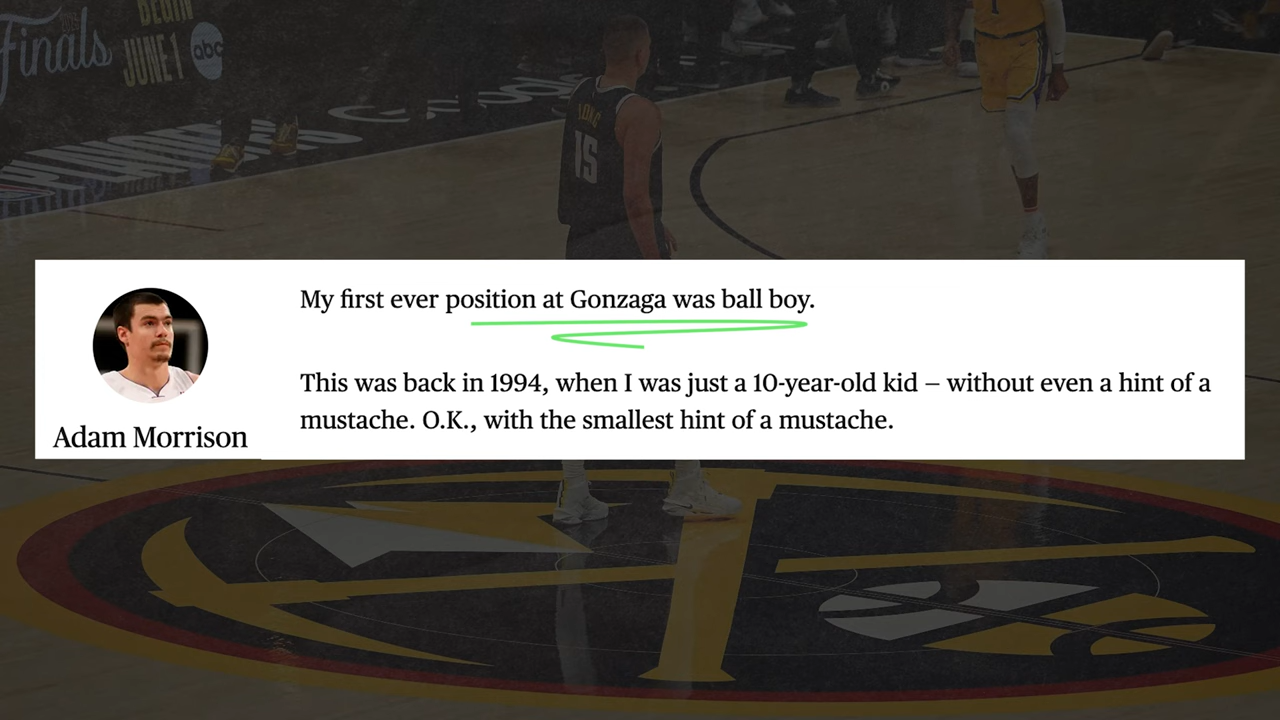 Finals
BEGIN
JUNE 1
abc
15
1
My first ever position at Gonzaga was ball boy.
This was back in 1994, when I was just a 10-year-old kid – without even a hint of a
mustache. O.K., with the smallest hint of a mustache.
Adam Morrison